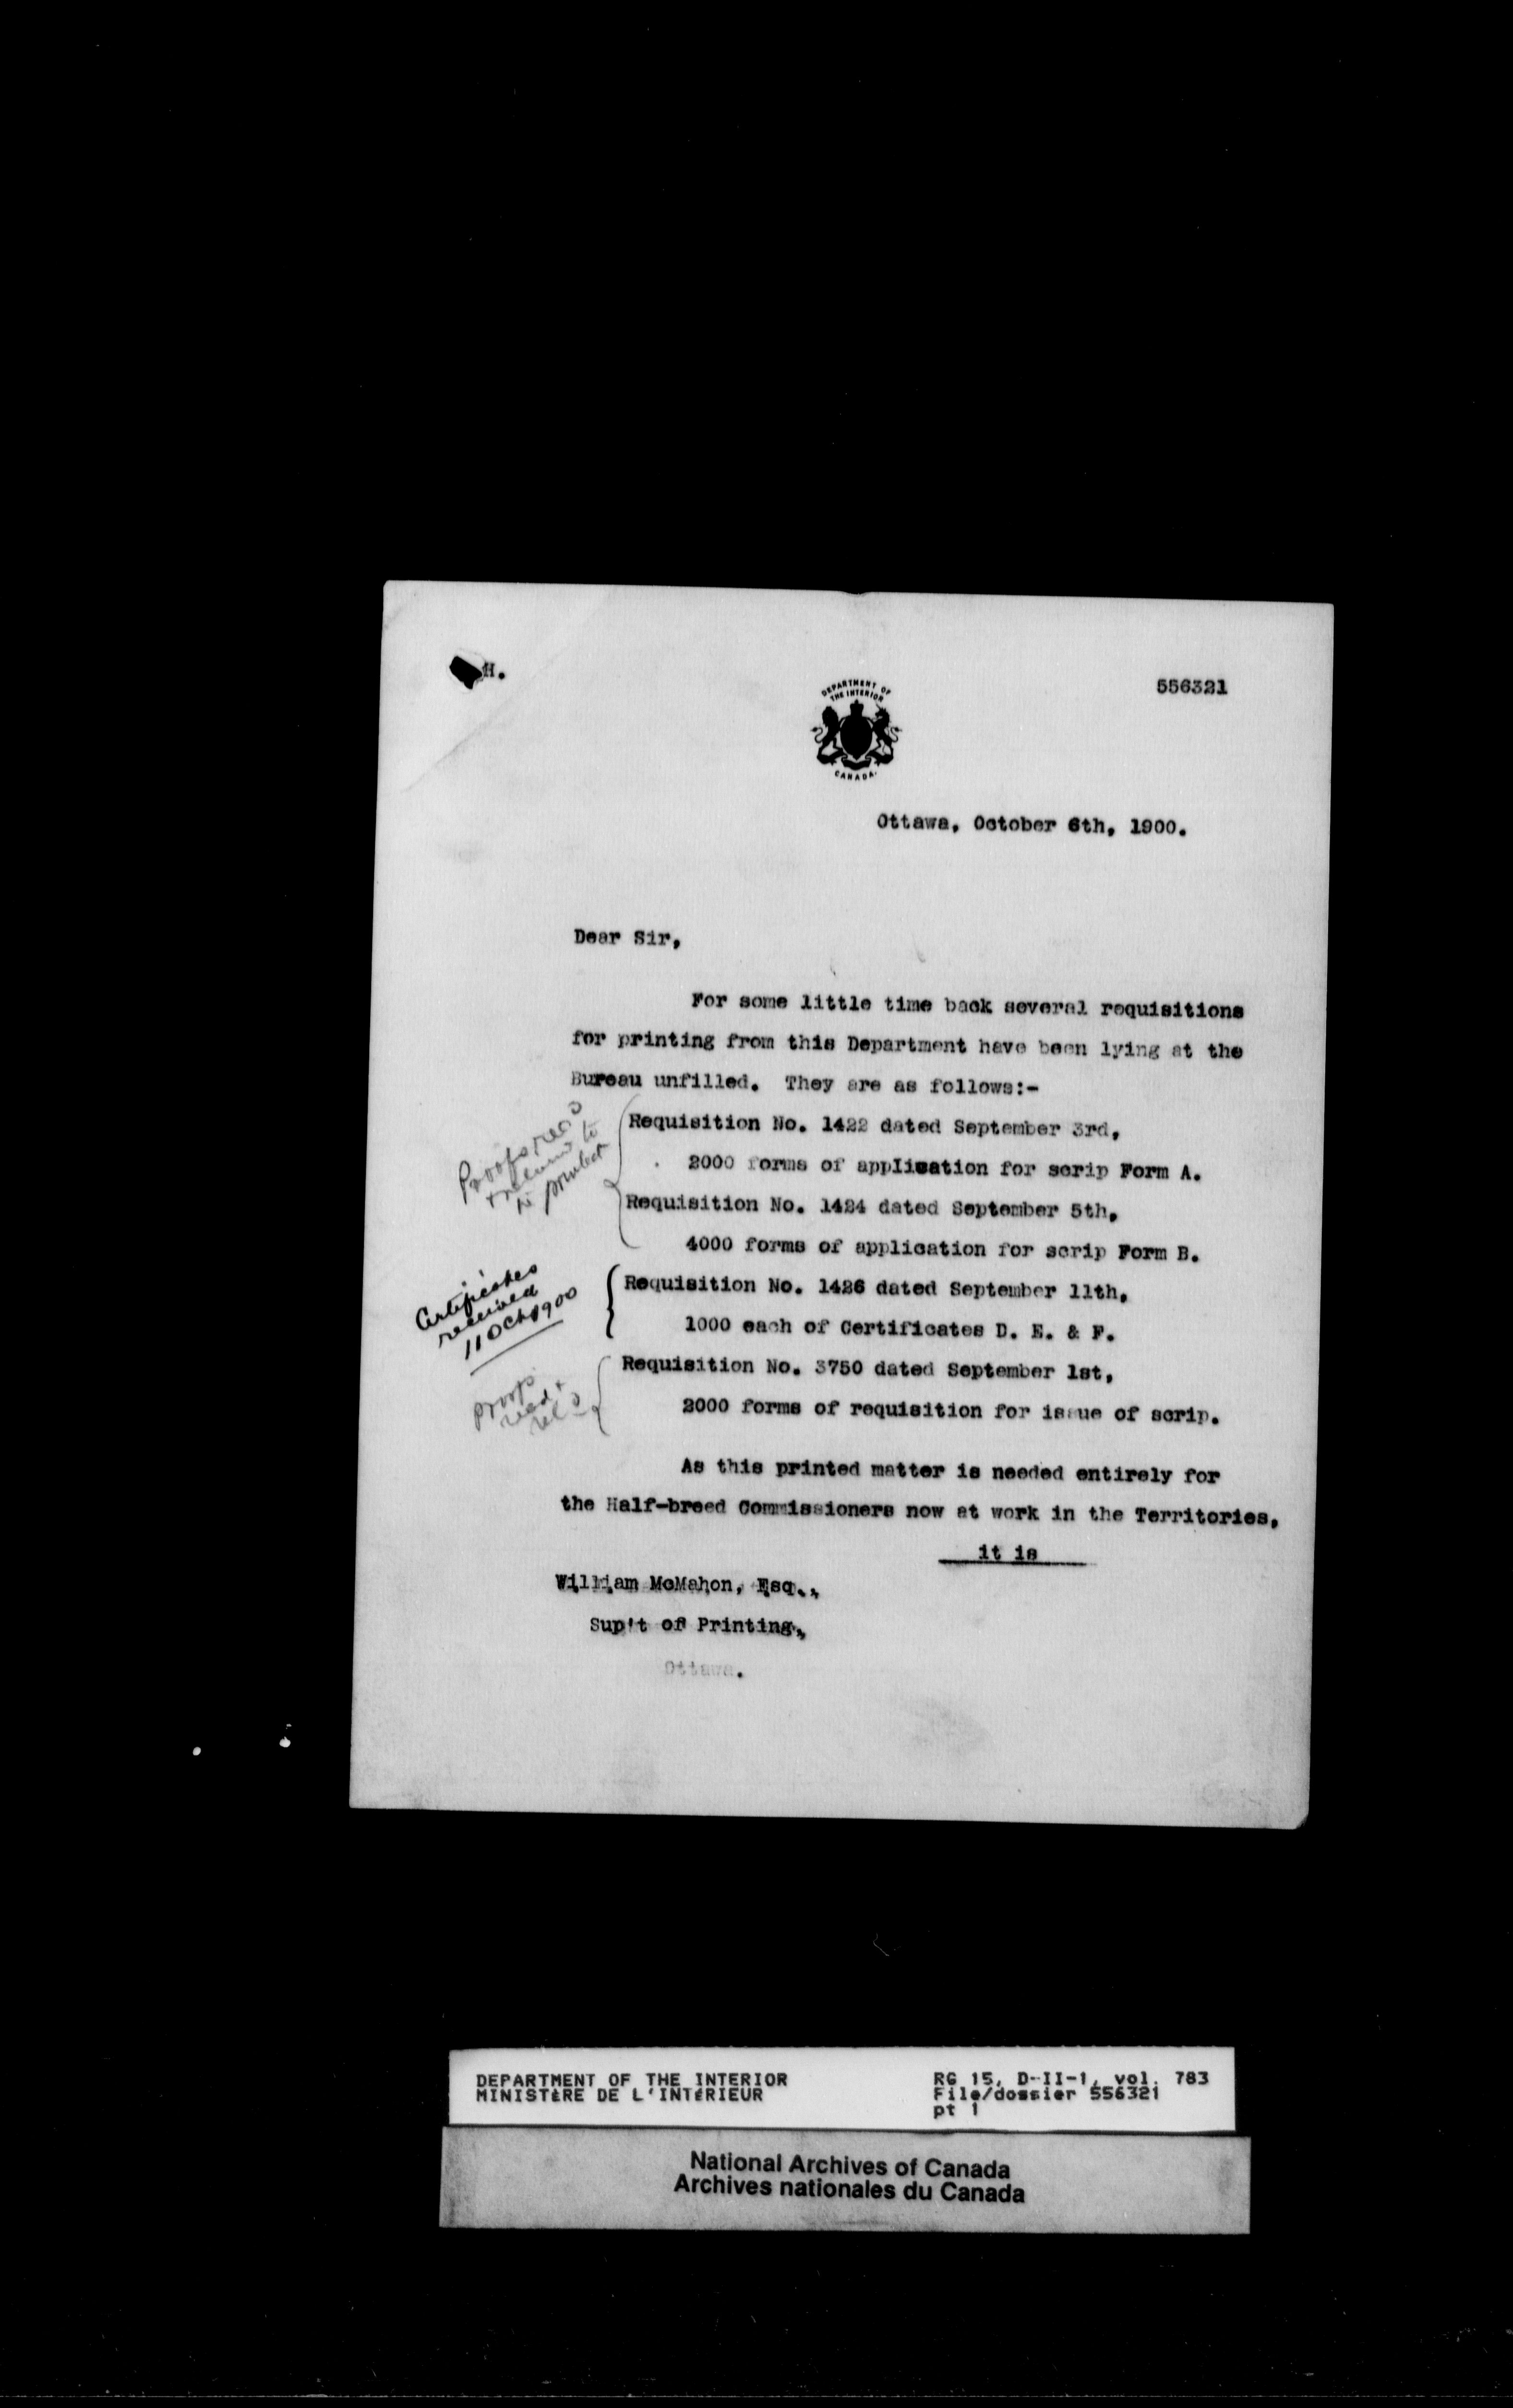 H.
556321
DEPARTMENT OF
THE INTERIOR
CANADA.
Ottawa, October 6th, 1900.
Dear Sir,
For some little time back several requisitions
for printing from this Department have been lying at the
Bureau unfilled. They are as follows:-
Requisition No. 1422 dated September 3rd,
2000 forms of application for scrip Form A.
Requisition No. 1424 dated September 5th,
4000 forms of application for scrip Form B.
Requisition No. 1426 dated September 11th,
1000 each of Certificates D. E. & F.
Requisition No. 3750 dated September 1st,
2000 forms of requisition for issue of scrip.
Proofs
to
to printer
Certificates
received
11 Oct 1900
proofs
read +
As this printed matter is needed entirely for
the Half-breed Commissioners now at work in the Territories,
it is
William McMahon, Esq.,
Sup't of Printing,
Ottawa.
DEPARTMENT OF THE INTERIOR
MINISTÈRE DE L'INTÉRIEUR
RG 15, D-II-1, vol. 783
File/dossier 556321
pt 1
National Archives of Canada
Archives nationales du Canada